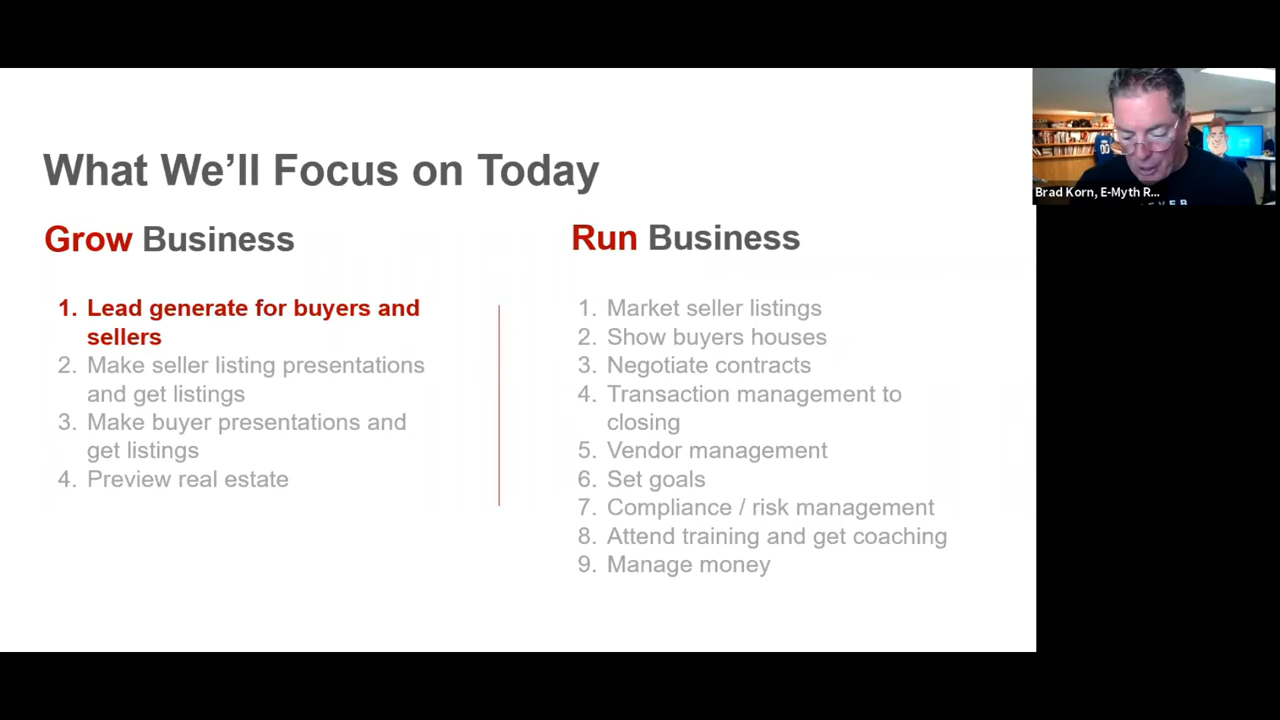 What We’ll Focus on Today
Grow Business
1. Lead generate for buyers and
sellers
2. Make seller listing presentations
and get listings
3. Make buyer presentations and
get listings
4. Preview real estate
Run Business
1. Market seller listings
2. Show buyers houses
3. Negotiate contracts
4. Transaction management to
closing
5. Vendor management
6. Set goals
7. Compliance / risk management
8. Attend training and get coaching
9. Manage money
Brad Korn, E-Myth R...